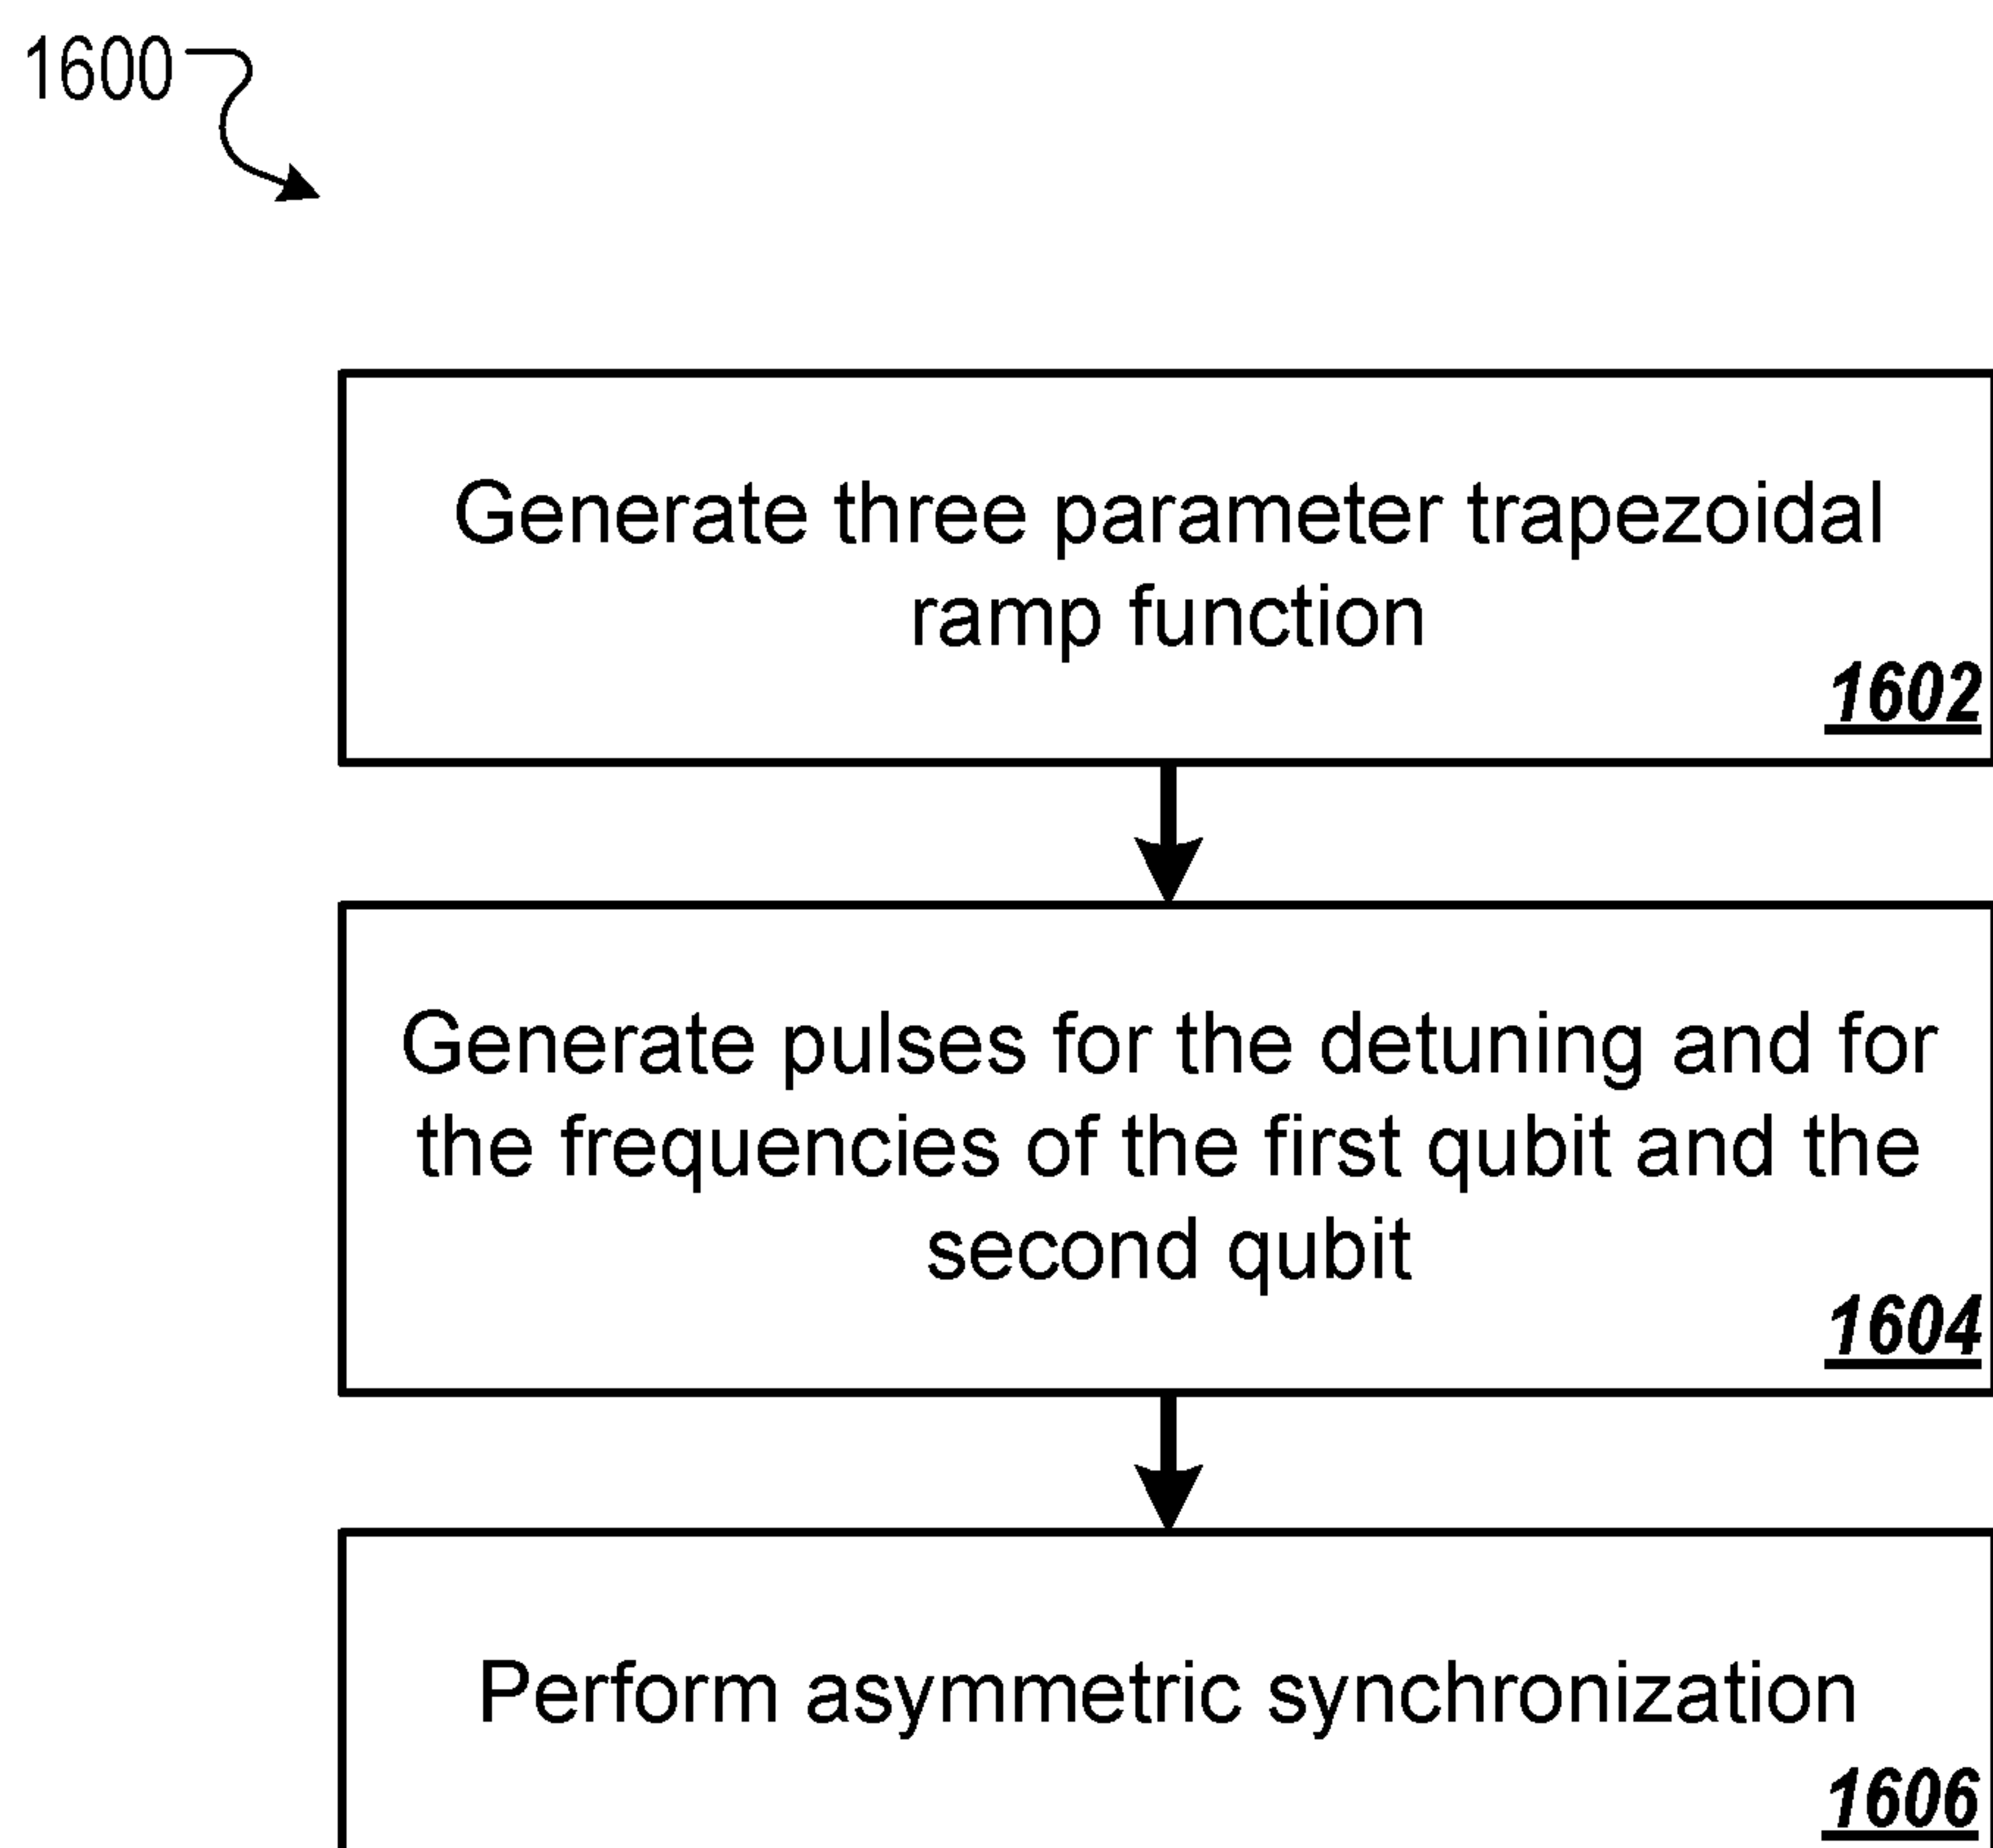 1600
Generate three parameter trapezoidal
ramp function
1602
Generate pulses for the detuning and for
the frequencies of the first qubit and the
second qubit
1604
Perform asymmetric synchronization
1606